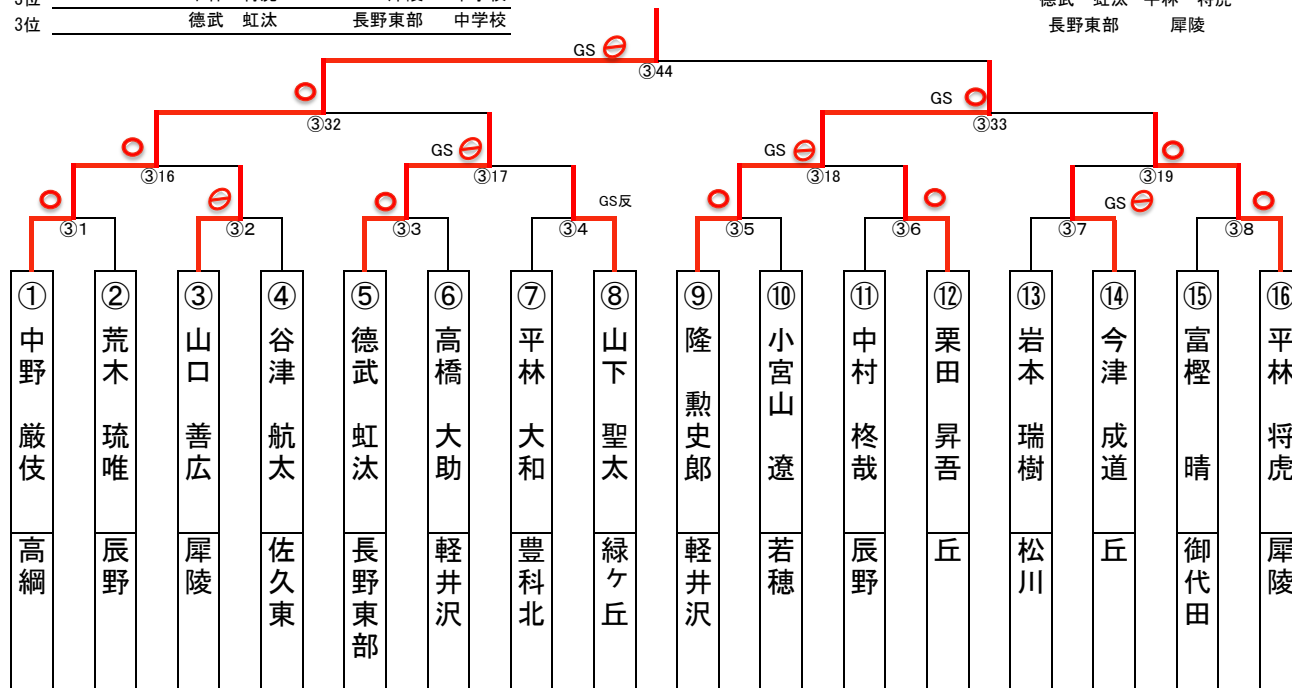 3位
3位 德武 虹汰 長野東部 中学校
德武 虹汰 平林 将虎
長野東部 犀陵
GS
③44
GS
③32 ③33
GS GS
③16 ③17 ③18 ③19
GS反 GS
③1 ③2 ③3 ③4 ③5 ③6 ③7 ③8
① 中野 厳伎 高綱
② 荒木 琉唯 辰野
③ 山口 善広 犀陵
④ 谷津 航太 佐久東
⑤ 德武 虹汰 長野東部
⑥ 高橋 大助 軽井沢
⑦ 平林 大和 豊科北
⑧ 山下 聖太 緑ケ丘
⑨ 隆 勲史郎 軽井沢
⑩ 小宮山 遼 若穂
⑪ 中村 柊哉 辰野
⑫ 栗田 昇吾 丘
⑬ 岩本 瑞樹 松川
⑭ 今津 成道 丘
⑮ 富樫 晴 御代田
⑯ 平林 将虎 犀陵